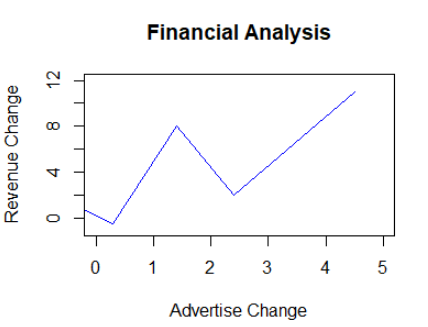 Financial Analysis
Revenue Change
12
8
4
0
0 1 2 3 4 5
Advertise Change